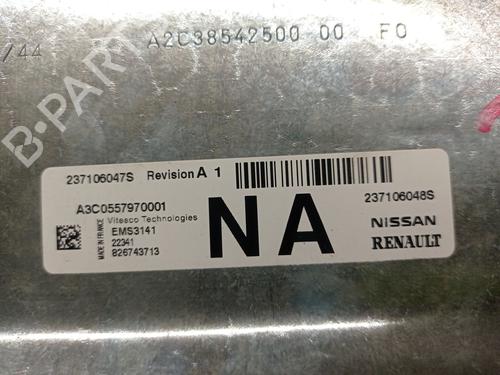 /44
A2C38542500 00 F0
237106047S Revision A 1
A3C0557970001
Vitesco Technologies
MADE IN FRANCE
EMS3141
22341
826743713
NA
237106048S
NISSAN
RENAULT
B-PARTS